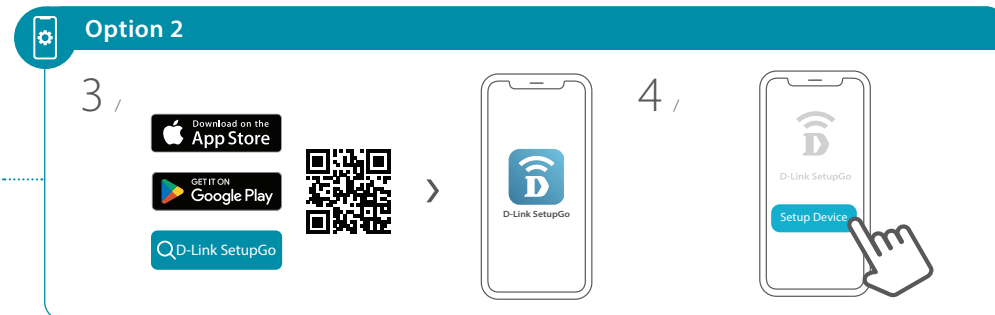 Option 2
3 /
Download on the
App Store
GET IT ON
Google Play
D-Link SetupGo
D
D-Link SetupGo
4 /
D
D-Link SetupGo
Setup Device